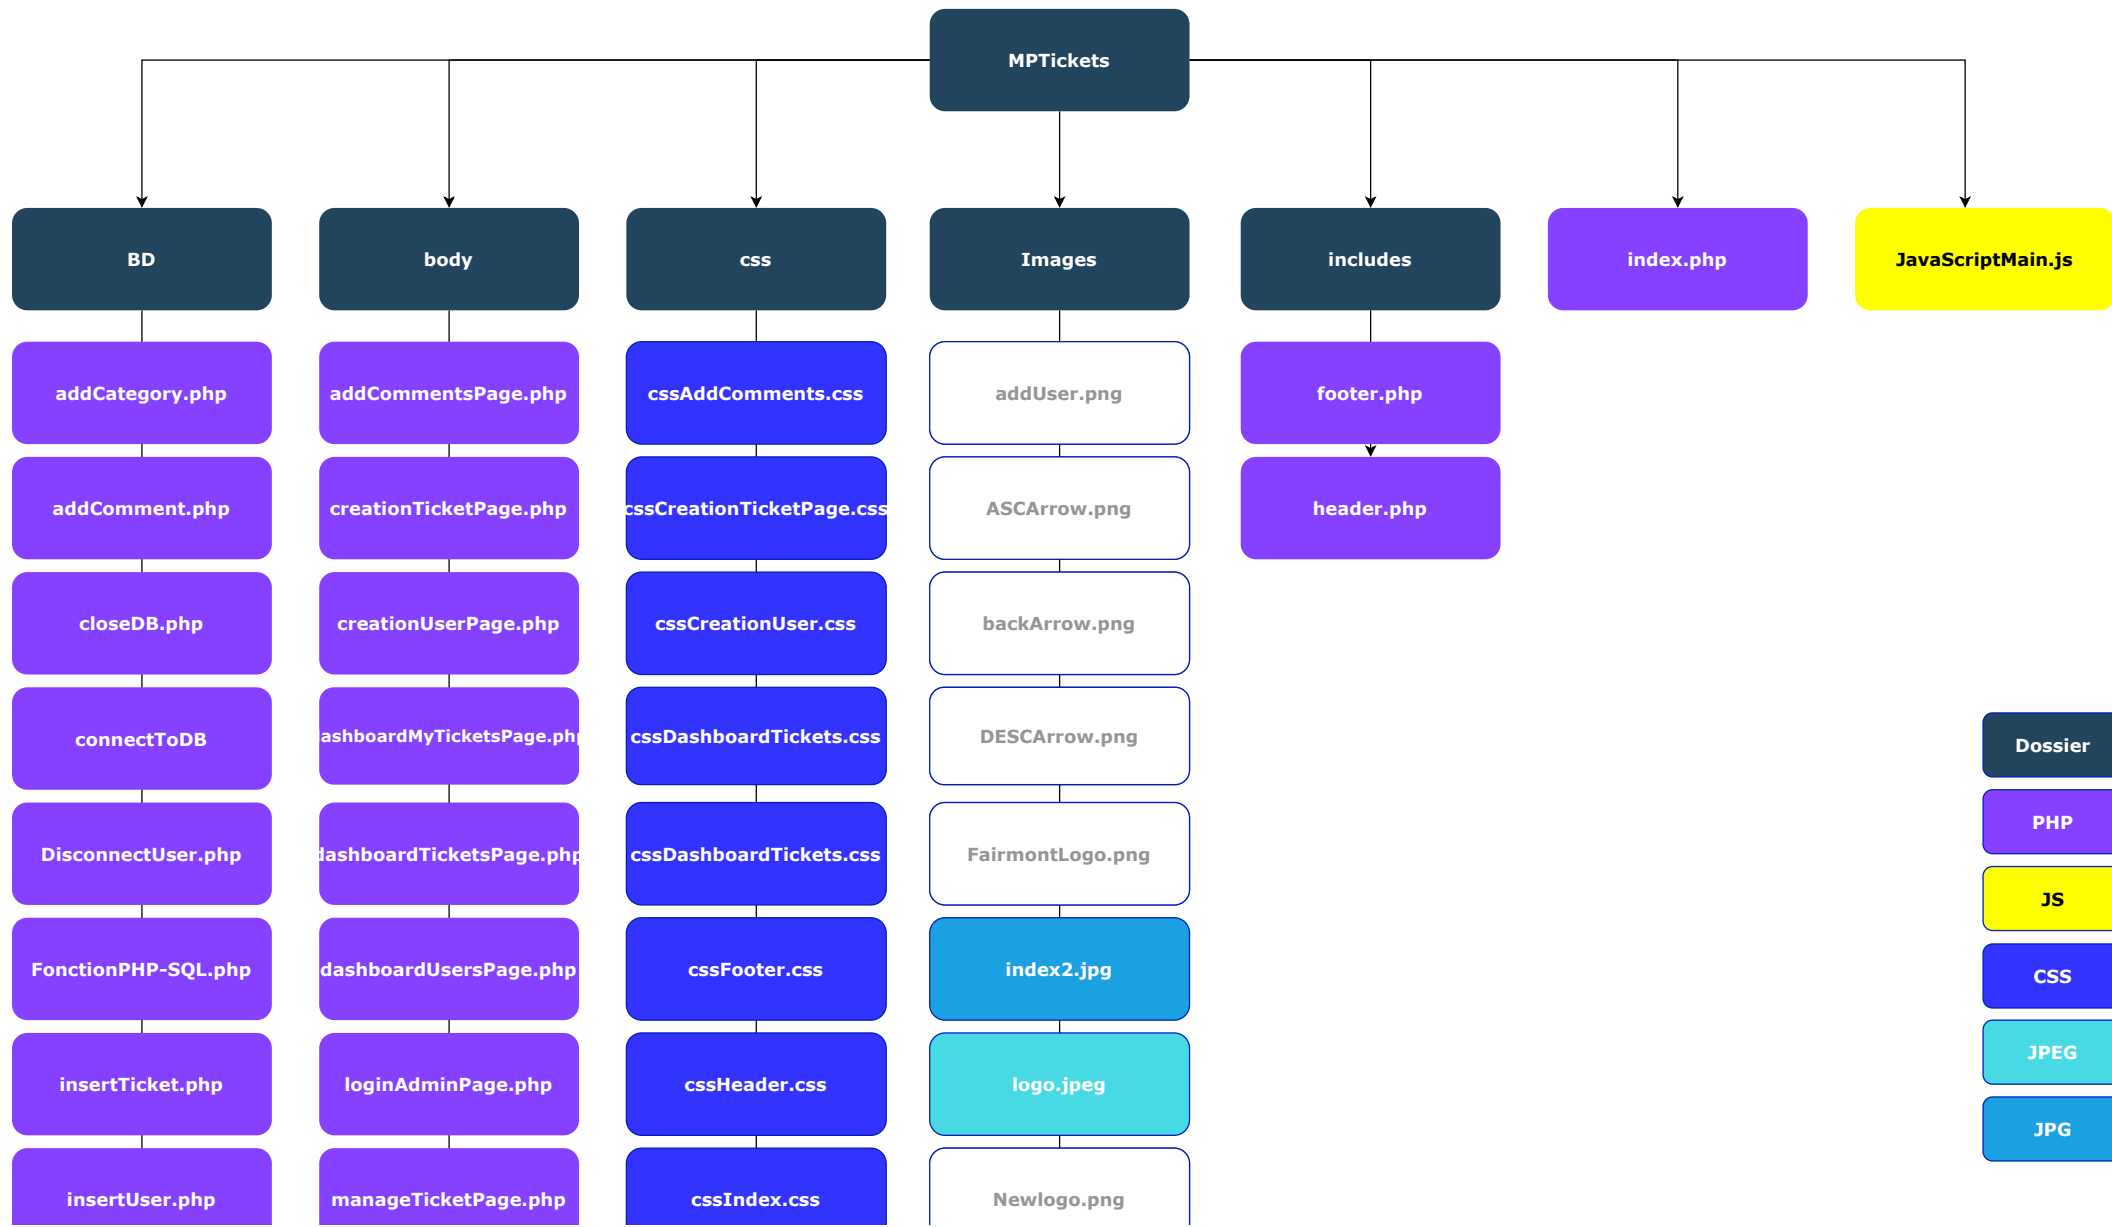 MPTickets
BD
body
css
Images
includes
index.php
JavaScriptMain.js
addCategory.php
addCommentsPage.php
cssAddComments.css
addUser.png
footer.php
addComment.php
creationTicketPage.php
cssCreationTicketPage.css
ASCArrow.png
header.php
closeDB.php
creationUserPage.php
cssCreationUser.css
backArrow.png
connectToDB
dashboardMyTicketsPage.php
cssDashboardTickets.css
DESCArrow.png
Dossier
PHP
DisconnectUser.php
dashboardTicketsPage.php
cssDashboardTickets.css
FairmontLogo.png
JS
FonctionPHP-SQL.php
dashboardUsersPage.php
cssFooter.css
index2.jpg
CSS
insertTicket.php
loginAdminPage.php
cssHeader.css
logo.jpeg
JPEG
JPG
insertUser.php
manageTicketPage.php
cssIndex.css
Newlogo.png